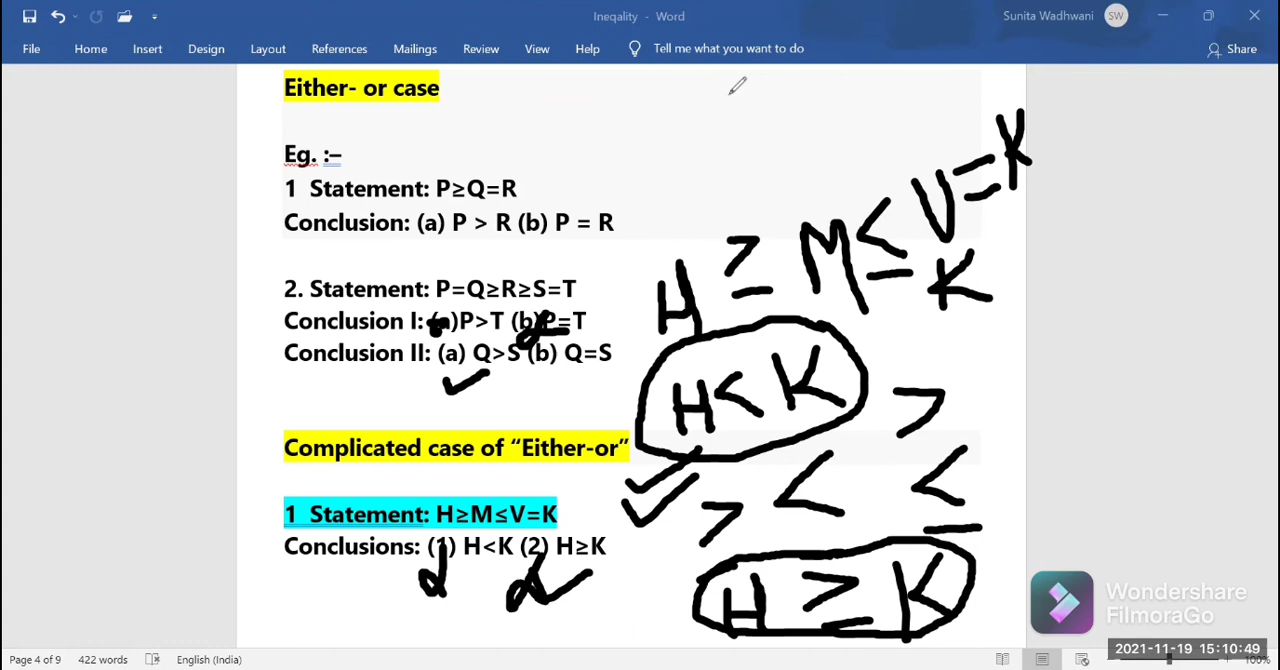 Ineqality - Word
Sunita Wadhwani SW
File Home Insert Design Layout References Mailings Review View Help Tell me what you want to do Share
Either- or case
Eg. :–
1 Statement: P≥Q=R
Conclusion: (a) P > R (b) P = R
2. Statement: P=Q≥R≥S=T
Conclusion I: (a)P>T (b)P=T
Conclusion II: (a) Q>S (b) Q=S
Complicated case of “Either-or”
1 Statement: H≥M≤V=K
Conclusions: (1) H<K (2) H≥K
H ≥ M ≤ V = K
K
H < K
>
> < ≤
H ≥ K
Wondershare
FilmoraGo
2021-11-19 15:10:49
Page 4 of 9 422 words English (India) 100%